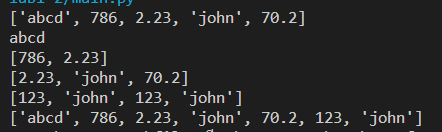 ['abcd', 786, 2.23, 'john', 70.2]
abcd
[786, 2.23]
[2.23, 'john', 70.2]
[123, 'john', 123, 'john']
['abcd', 786, 2.23, 'john', 70.2, 123, 'john']